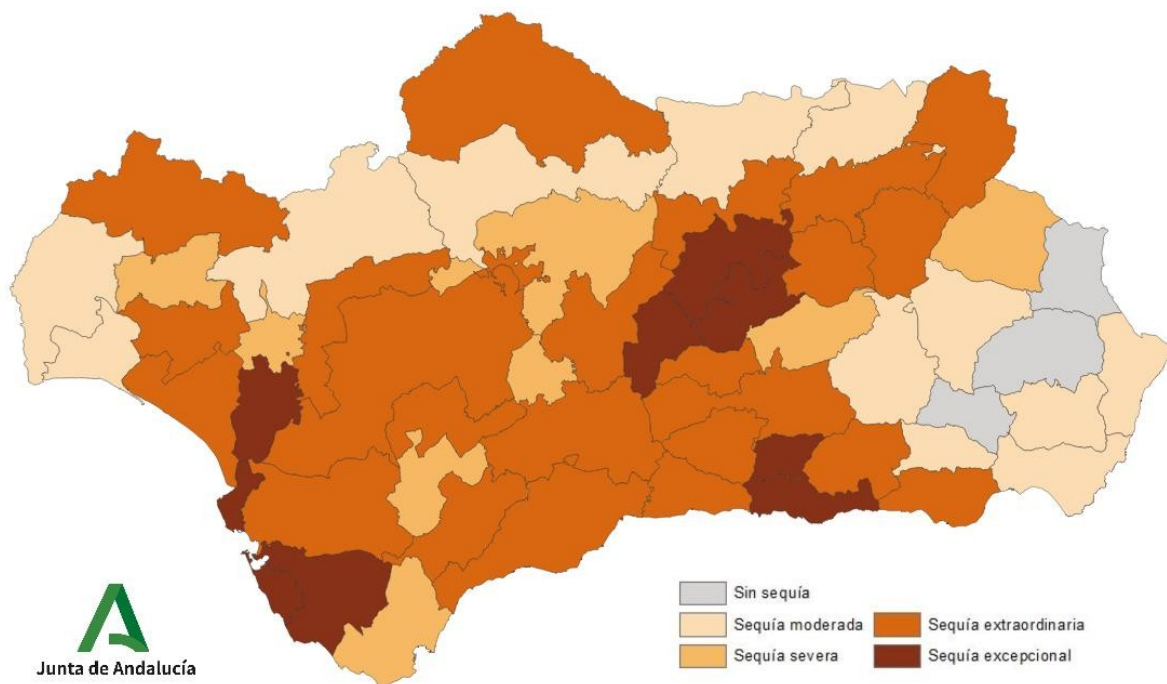 Sin sequía
Sequía moderada
Sequía extraordinaria
Sequía severa
Sequía excepcional
Junta de Andalucía